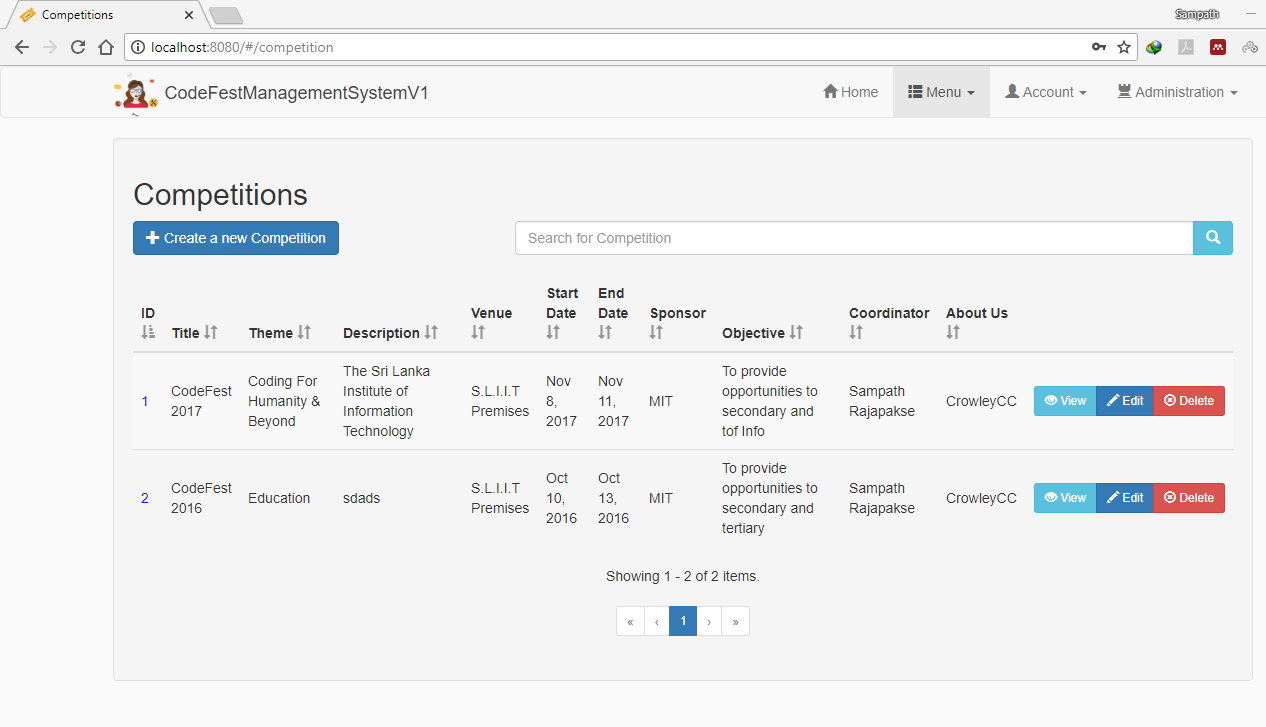 Competitions
Sampath
localhost:8080/#/competition
CodeFestManagementSystemV1
Home
Menu
Account
Administration
Competitions
Create a new Competition
Search for Competition
ID
Title
Theme
Description
Venue
Start
Date
End
Date
Sponsor
Objective
Coordinator
About Us
1
CodeFest
2017
Coding For
Humanity &
Beyond
The Sri Lanka
Institute of
Information
Technology
S.L.I.I.T
Premises
Nov
8,
2017
Nov
11,
2017
MIT
To provide
opportunities to
secondary and
tof Info
Sampath
Rajapakse
CrowleyCC
View
Edit
Delete
2
CodeFest
2016
Education
sdads
S.L.I.I.T
Premises
Oct
10,
2016
Oct
13,
2016
MIT
To provide
opportunities to
secondary and
tertiary
Sampath
Rajapakse
CrowleyCC
View
Edit
Delete
Showing 1 - 2 of 2 items.
« ‹ 1 › »